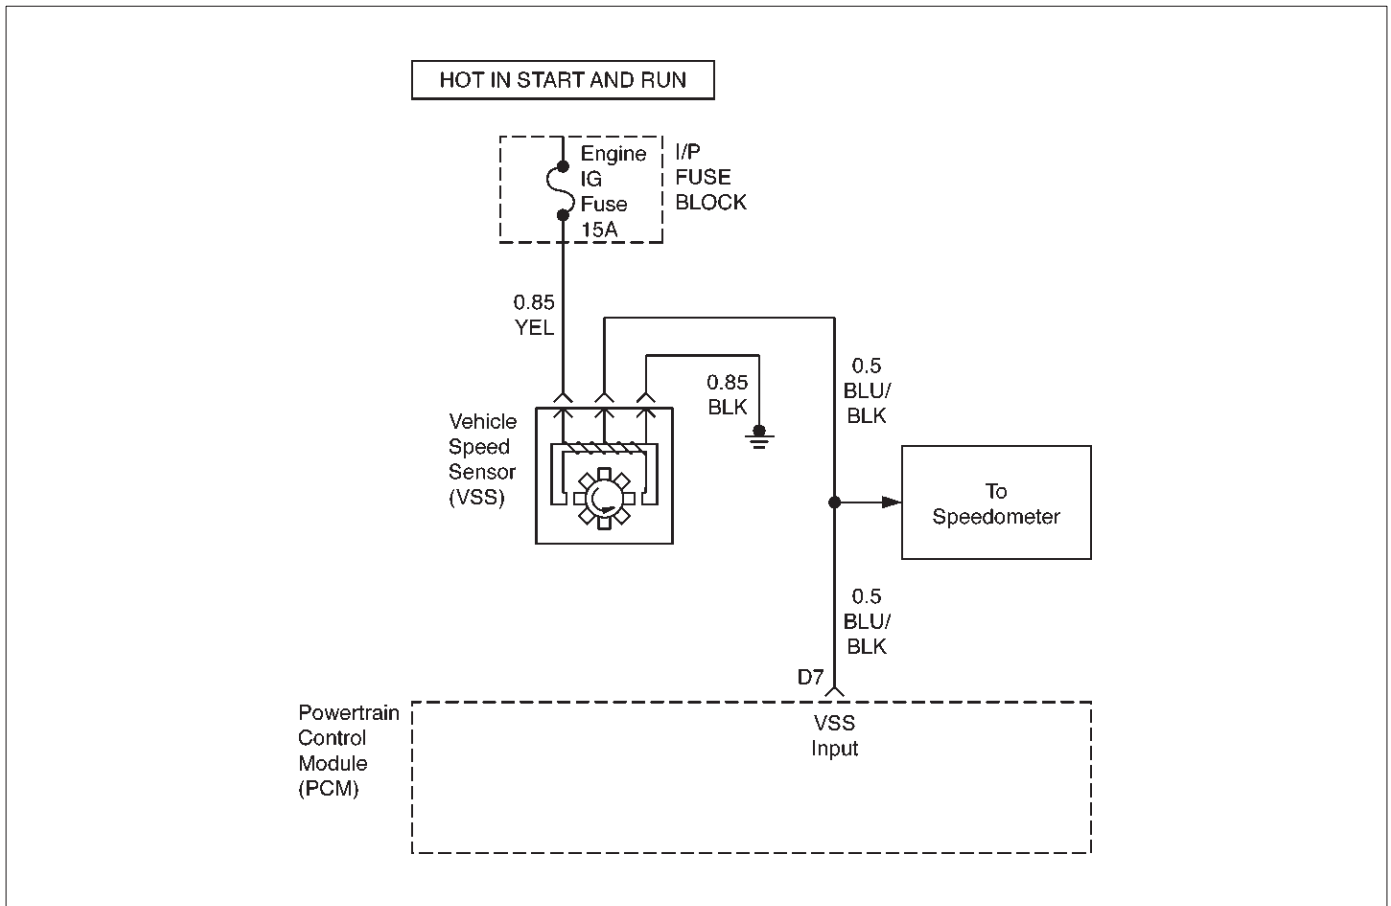 HOT IN START AND RUN
Engine
IG
Fuse
15A
I/P
FUSE
BLOCK
0.85
YEL
0.85
BLK
0.5
BLU/
BLK
Vehicle
Speed
Sensor
(VSS)
To
Speedometer
0.5
BLU/
BLK
D7
Powertrain
Control
Module
(PCM)
VSS
Input